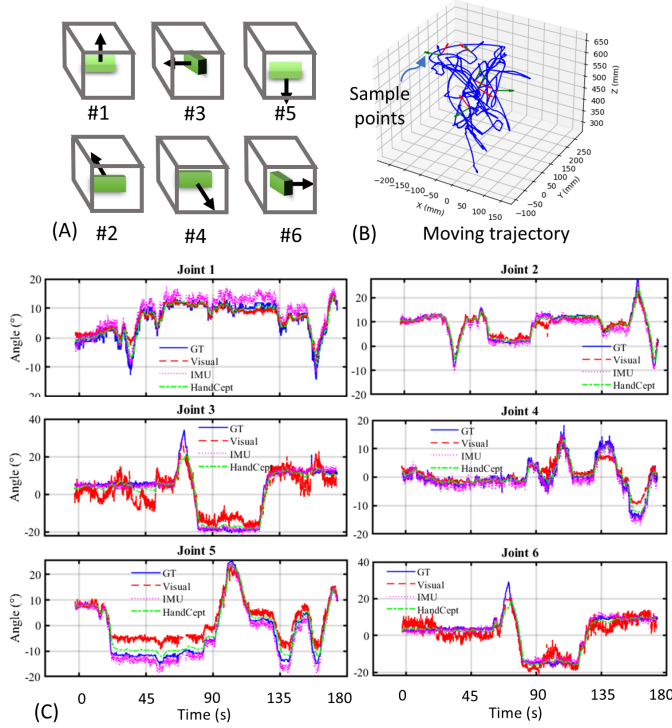 #1
#3
#5
#2
#4
#6
(A)
Sample
points
650
600
550
500
450
400
350
300
Z (mm)
−200
−150
−100
−50
0
50
100
150
X (mm)
−100
−50
0
50
100
150
200
250
Y (mm)
(B)
Moving trajectory
Joint 1
20
10
0
-10
20
Angle (°)
GT
Visual
IMU
HandCept
Joint 2
20
10
0
-10
GT
Visual
IMU
HandCept
Joint 3
40
20
0
-20
Angle (°)
GT
Visual
IMU
HandCept
Joint 4
20
10
0
-10
-20
GT
Visual
IMU
HandCept
Joint 5
20
10
0
-10
-20
Angle (°)
GT
Visual
IMU
HandCept
0
45
90
135
180
Time (s)
Joint 6
40
20
0
-20
GT
Visual
IMU
HandCept
0
45
90
135
180
Time (s)
(C)